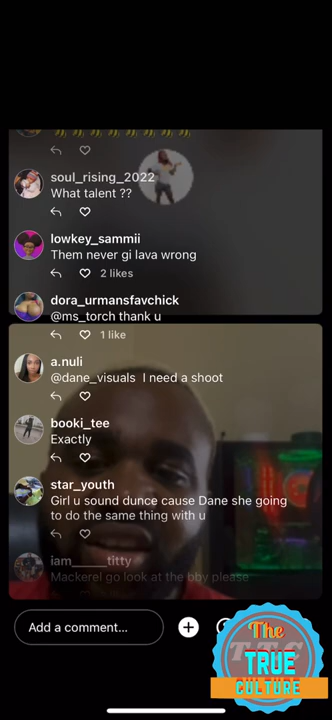 soul_rising_2022
What talent ??
lowkey_sammii
Them never gi lava wrong
2 likes
dora_urmansfavchick
@ms_torch thank u
1 like
a.nuli
@dane_visuals I need a shoot
booki_tee
Exactly
star_youth
Girl u sound dunce cause Dane she going
to do the same thing with u
iam_____titty
Mackerel go look at the bby please
Add a comment...
The
TTC
TRUE
CULTURE